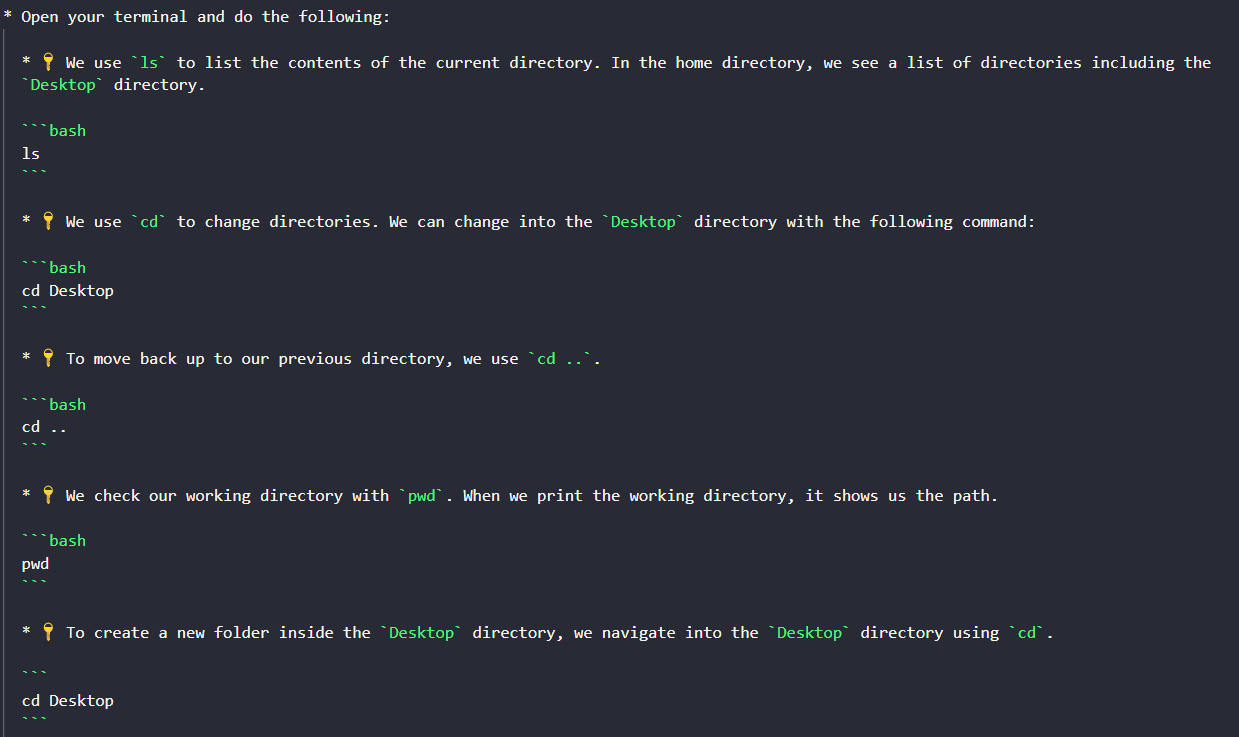 * Open your terminal and do the following:
* 🔑 We use `ls` to list the contents of the current directory. In the home directory, we see a list of directories including the
`Desktop` directory.
```bash
ls
```
* 🔑 We use `cd` to change directories. We can change into the `Desktop` directory with the following command:
```bash
cd Desktop
```
* 🔑 To move back up to our previous directory, we use `cd ..`.
```bash
cd ..
```
* 🔑 We check our working directory with `pwd`. When we print the working directory, it shows us the path.
```bash
pwd
```
* 🔑 To create a new folder inside the `Desktop` directory, we navigate into the `Desktop` directory using `cd`.
```
cd Desktop
```